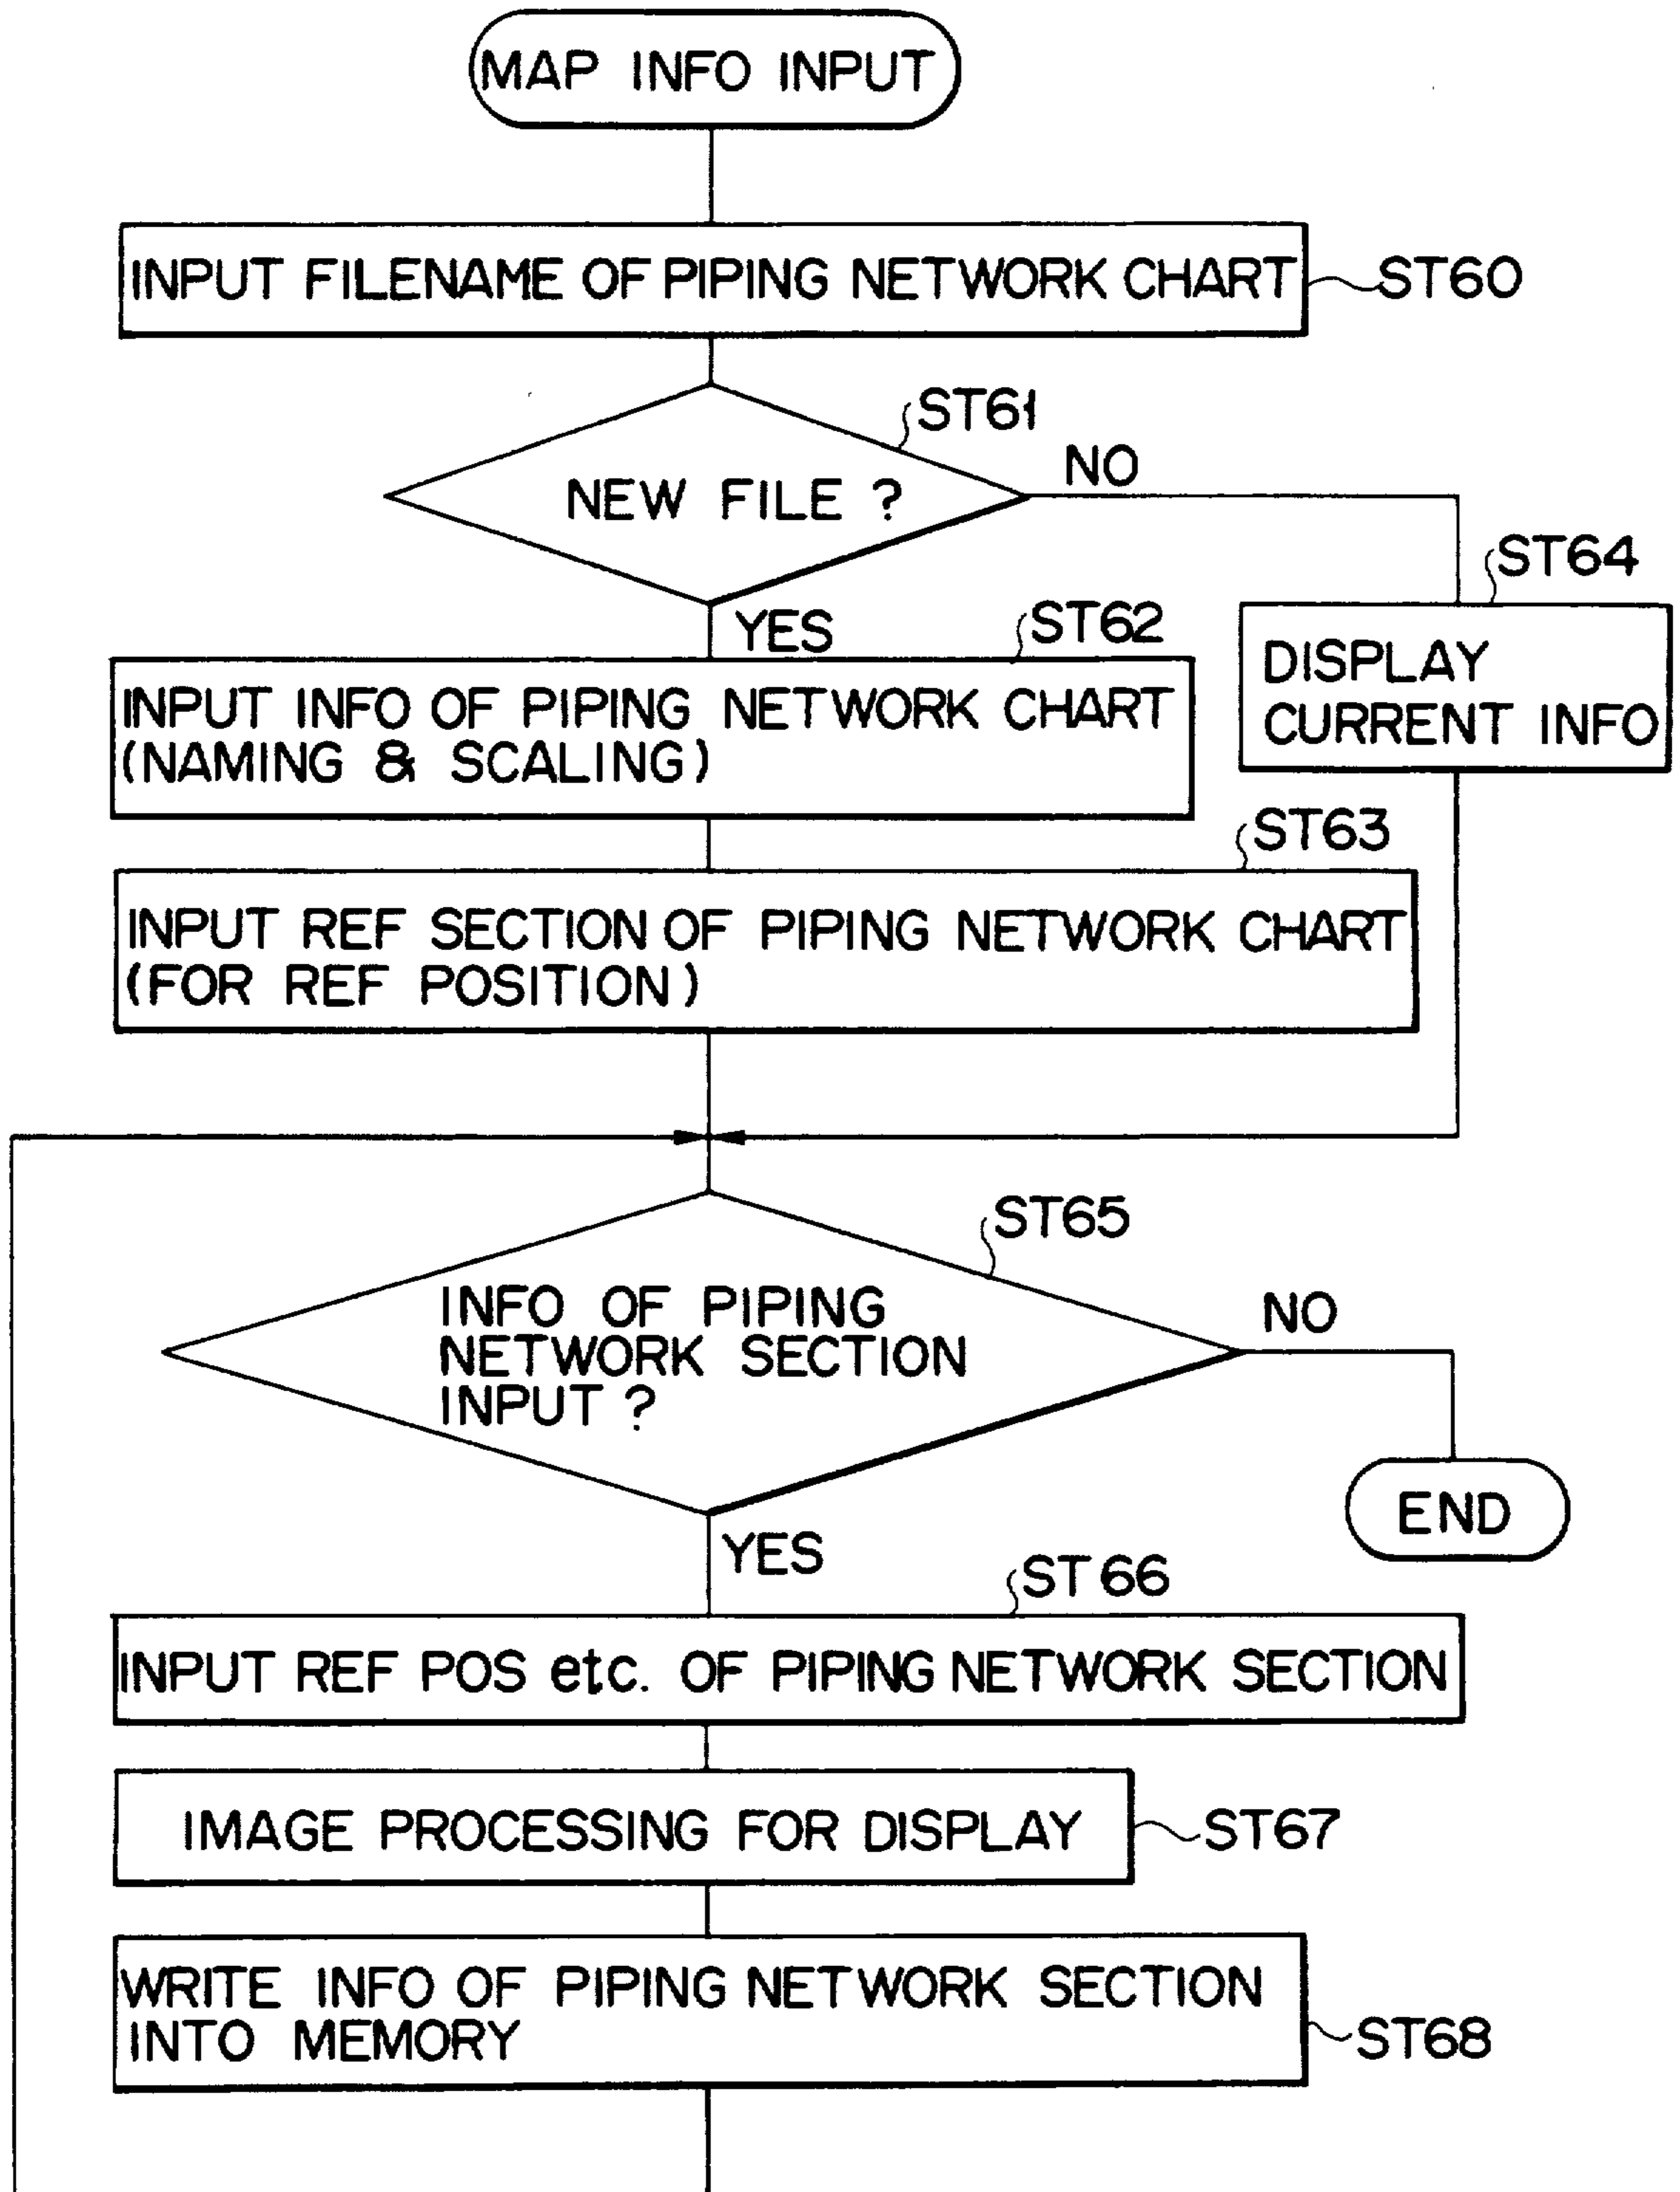 MAP INFO INPUT
INPUT FILENAME OF PIPING NETWORK CHART
ST60
ST61
NEW FILE ?
NO
ST64
YES
ST62
DISPLAY
CURRENT INFO
INPUT INFO OF PIPING NETWORK CHART
(NAMING & SCALING)
ST63
INPUT REF SECTION OF PIPING NETWORK CHART
(FOR REF POSITION)
ST65
INFO OF PIPING
NETWORK SECTION
INPUT ?
NO
END
YES
ST66
INPUT REF POS etc. OF PIPING NETWORK SECTION
IMAGE PROCESSING FOR DISPLAY
ST67
WRITE INFO OF PIPING NETWORK SECTION
INTO MEMORY
ST68